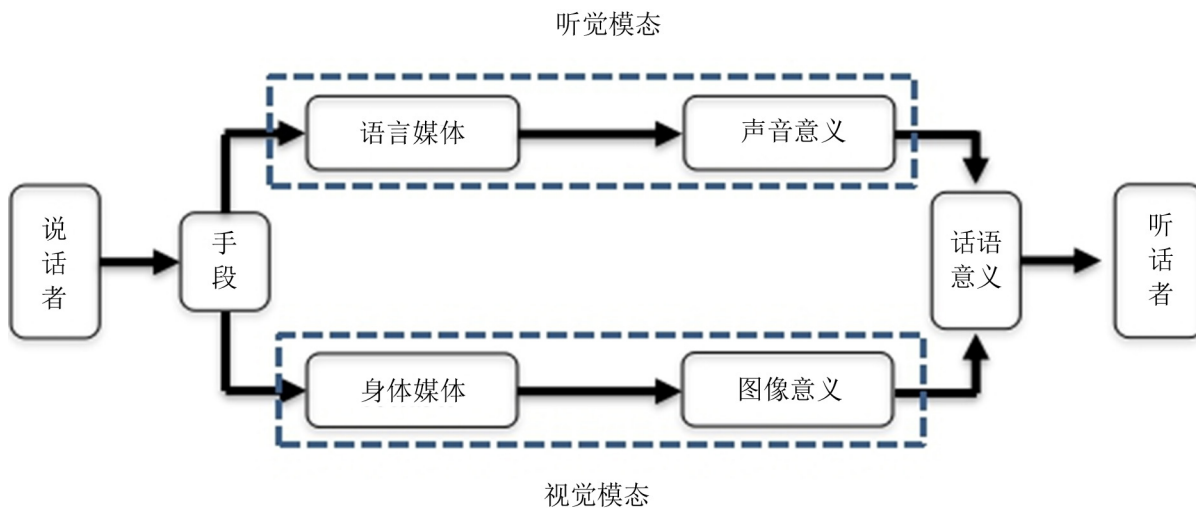 听觉模态
语言媒体
声音意义
说
话
者
手
段
话语
意义
听
话
者
身体媒体
图像意义
视觉模态